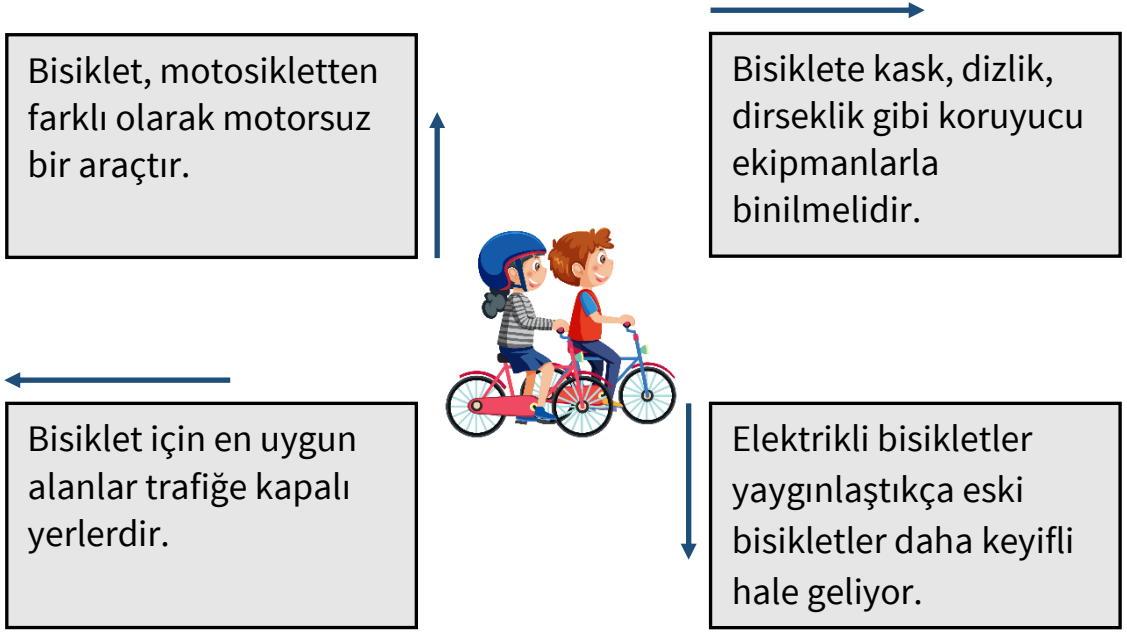 Bisiklet, motosikletten
farklı olarak motorsuz
bir araçtır.
Bisiklete kask, dizlik,
dirseklik gibi koruyucu
ekipmanlarla
binilmelidir.
Bisiklet için en uygun
alanlar trafiğe kapalı
yerlerdir.
Elektrikli bisikletler
yaygınlaştıkça eski
bisikletler daha keyifli
hale geliyor.